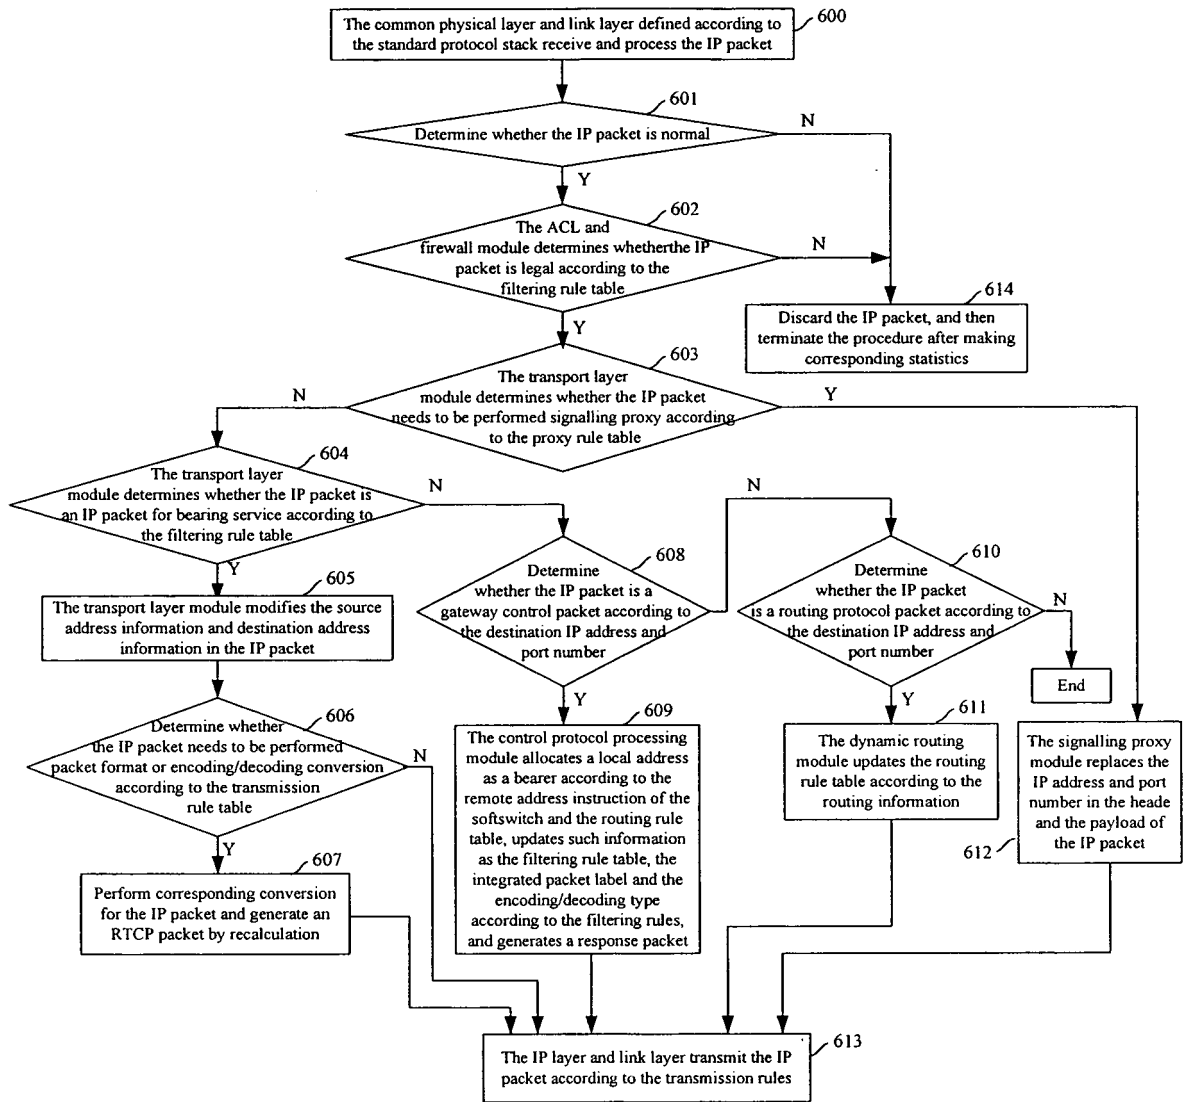 The common physical layer and link layer defined according to
the standard protocol stack receive and process the IP packet
600
601
Determine whether the IP packet is normal
N
Y
602
The ACL and
firewall module determines whetherthe IP
packet is legal according to the
filtering rule table
N
Y
614
Discard the IP packet, and then
terminate the procedure after making
corresponding statistics
603
The transport layer
module determines whether the IP packet
needs to be performed signalling proxy according
to the proxy rule table
N
Y
604
The transport layer
module determines whether the IP packet is
an IP packet for bearing service according to
the filtering rule table
N
Y
605
The transport layer module modifies the source
address information and destination address
information in the IP packet
606
Determine whether
the IP packet needs to be performed
packet format or encoding/decoding conversion
according to the transmission
rule table
N
Y
607
Perform corresponding conversion
for the IP packet and generate an
RTCP packet by recalculation
608
Determine
whether the IP packet is a
gateway control packet according to
the destination IP address and
port number
N
Y
609
The control protocol processing
module allocates a local address
as a bearer according to the
remote address instruction of the
softswitch and the routing rule
table, updates such information
as the filtering rule table, the
integrated packet label and the
encoding/decoding type
according to the filtering rules,
and generates a response packet
610
Determine
whether the IP packet
is a routing protocol packet according to
the destination IP address and
port number
N
End
Y
611
The dynamic routing
module updates the routing
rule table according to the
routing information
The signalling proxy
module replaces the
IP address and port
number in the heade
and the payload of
the IP packet
612
613
The IP layer and link layer transmit the IP
packet according to the transmission rules